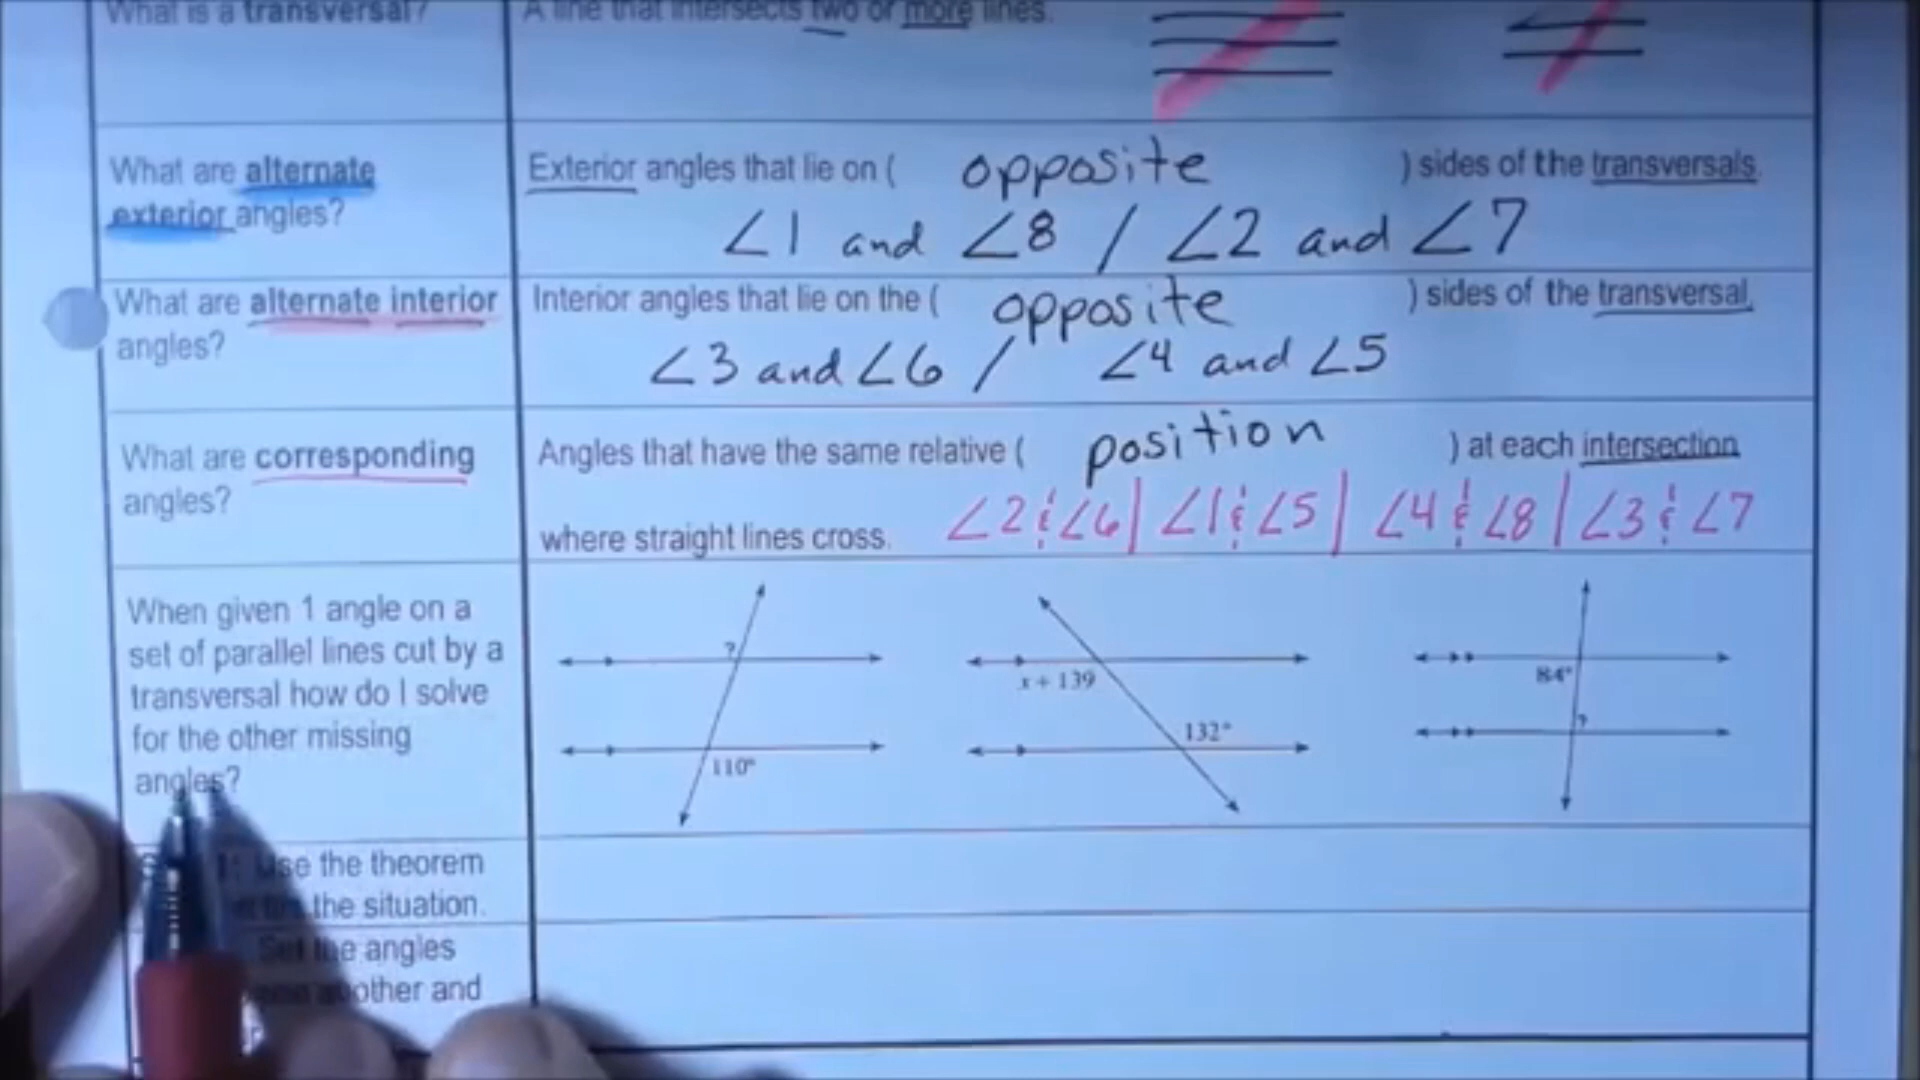 What is a transversal?
A line that intersects two or more lines.
What are alternate
exterior angles?
Exterior angles that lie on ( opposite ) sides of the transversals.
∠1 and ∠8 / ∠2 and ∠7
What are alternate interior
angles?
Interior angles that lie on the ( opposite ) sides of the transversal.
∠3 and ∠6 / ∠4 and ∠5
What are corresponding
angles?
Angles that have the same relative ( position ) at each intersection
where straight lines cross. ∠2 & ∠6 | ∠1 & ∠5 | ∠4 & ∠8 | ∠3 & ∠7
When given 1 angle on a
set of parallel lines cut by a
transversal how do I solve
for the other missing
angles?
?
110°
x + 139
132°
84°
?
1: Use the theorem
the situation.
Set the angles
another and